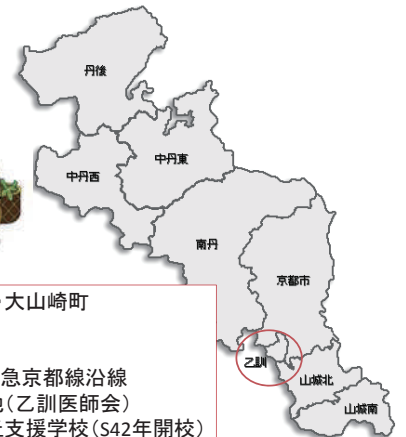 丹後
中丹東
中丹西
南丹
京都市
乙訓
山城北
山城南
大山崎町
急京都線沿線
(乙訓医師会)
支援学校(S42年開校)